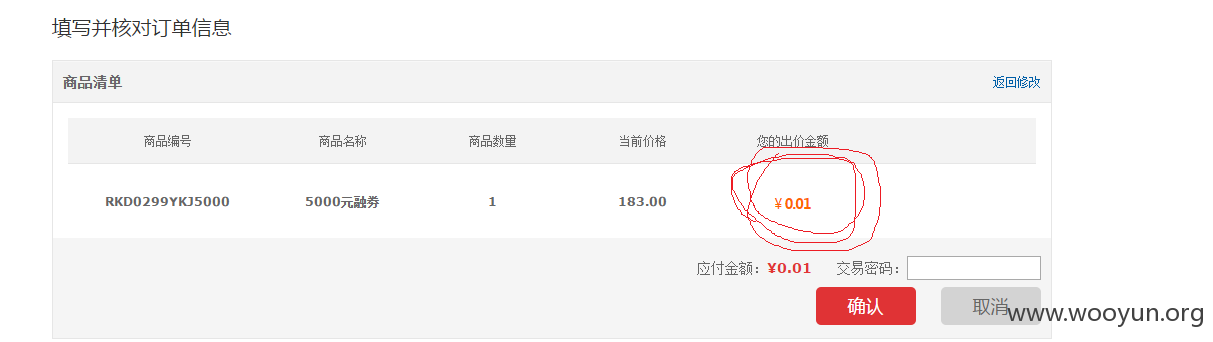 填写并核对订单信息
商品清单 返回修改
商品编号 商品名称 商品数量 当前价格 您的出价金额
RKD0299YKJ5000 5000元融券 1 183.00 ¥0.01
应付金额：¥0.01 交易密码：
确认 取消
www.wooyun.org